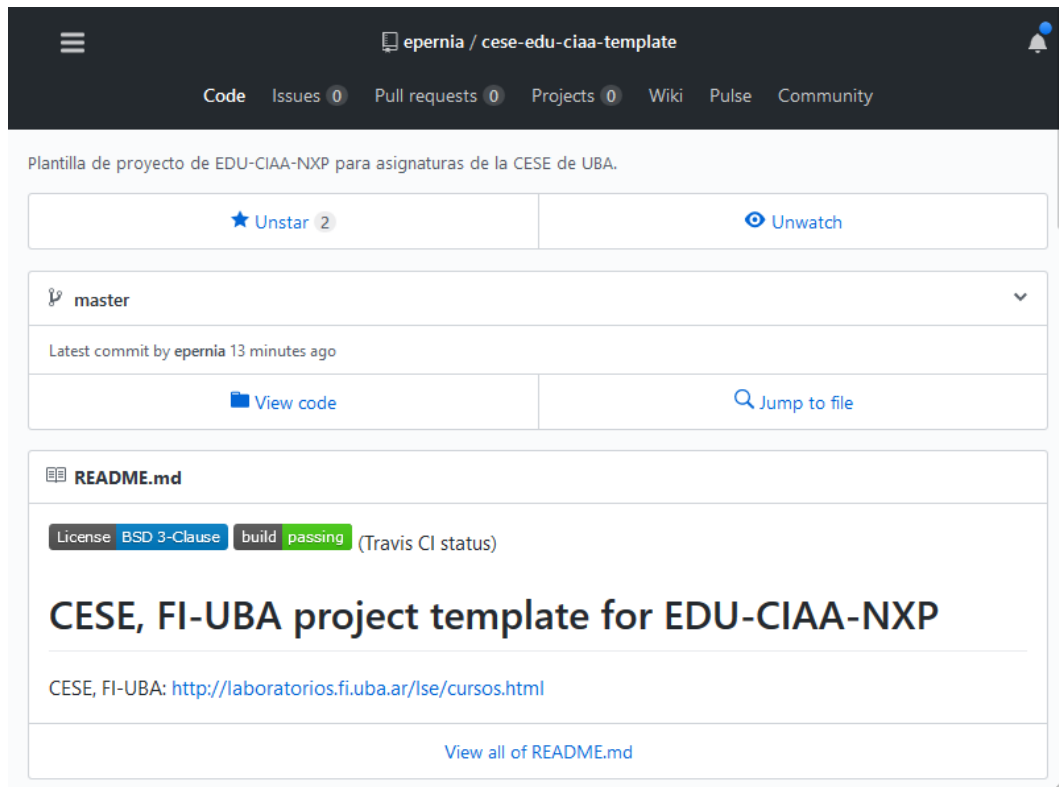 epernia / cese-edu-ciaa-template
Code Issues 0 Pull requests 0 Projects 0 Wiki Pulse Community
Plantilla de proyecto de EDU-CIAA-NXP para asignaturas de la CESE de UBA.
Unstar 2 Unwatch
master
Latest commit by epernia 13 minutes ago
View code Jump to file
README.md
License BSD 3-Clause build passing (Travis CI status)
CESE, FI-UBA project template for EDU-CIAA-NXP
CESE, FI-UBA: http://laboratorios.fi.uba.ar/lse/cursos.html
View all of README.md